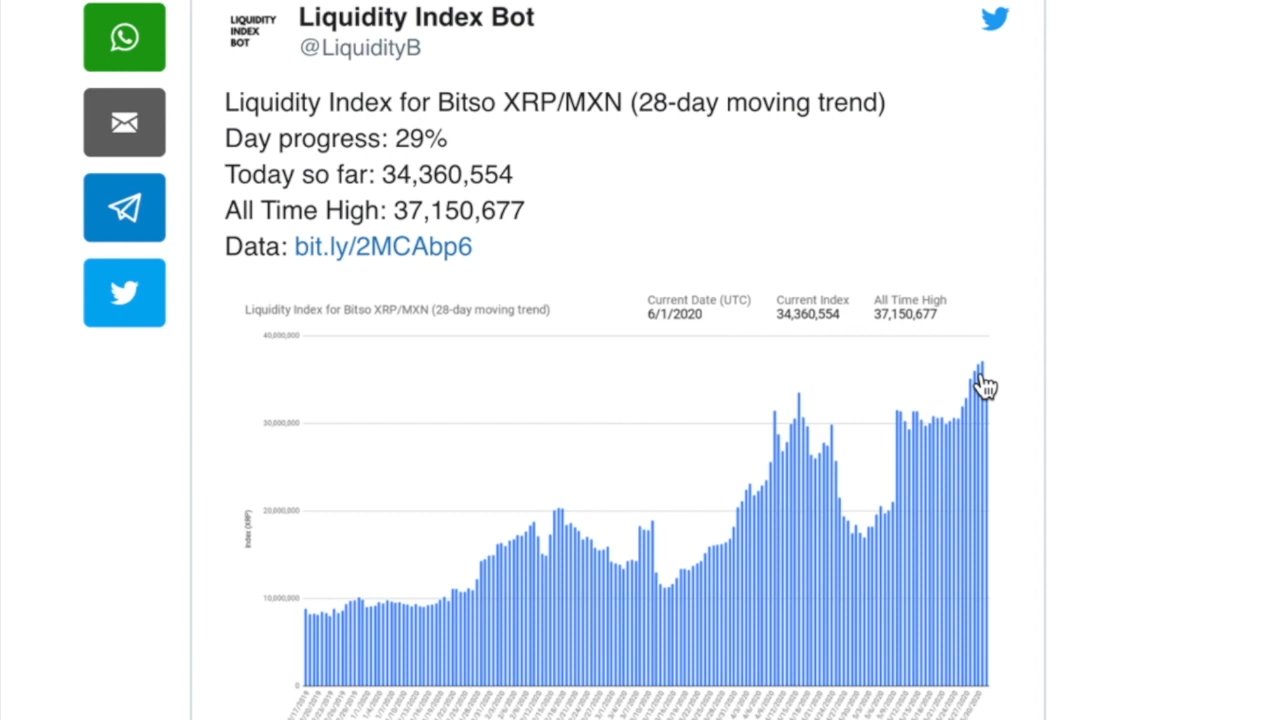 LIQUIDITY
INDEX
BOT
Liquidity Index Bot
@LiquidityB
Liquidity Index for Bitso XRP/MXN (28-day moving trend)
Day progress: 29%
Today so far: 34,360,554
All Time High: 37,150,677
Data: bit.ly/2MCAbp6
Liquidity Index for Bitso XRP/MXN (28-day moving trend)
Current Date (UTC)
6/1/2020
Current Index
34,360,554
All Time High
37,150,677
40,000,000
30,000,000
20,000,000
10,000,000
0
Index (XRP)